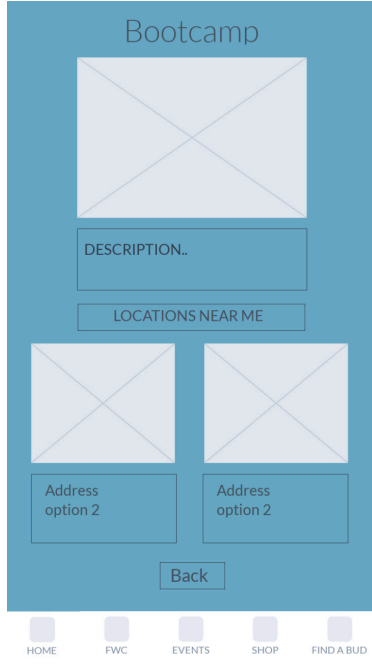 Bootcamp
DESCRIPTION..
LOCATIONS NEAR ME
Address
option 2
Address
option 2
Back
HOME
FWC
EVENTS
SHOP
FIND A BUD